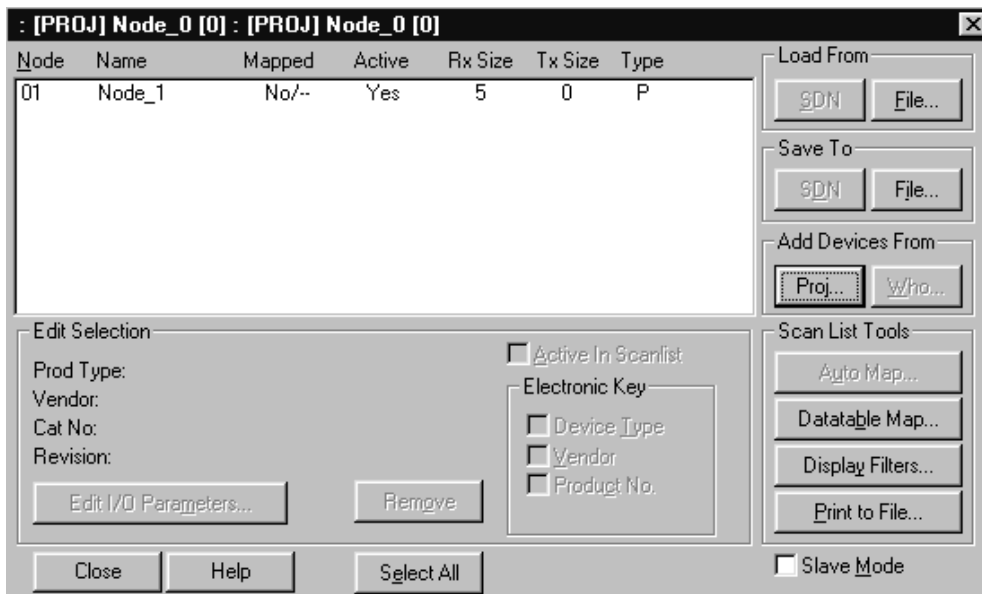 : [PROJ] Node_0 [0] : [PROJ] Node_0 [0]
Node Name Mapped Active Rx Size Tx Size Type
01 Node_1 No/-- Yes 5 0 P
Load From
SDN File...
Save To
SDN File...
Add Devices From
Proj... Who...
Edit Selection
Prod Type:
Vendor:
Cat No:
Revision:
Edit I/O Parameters... Remove
Active In Scanlist
Electronic Key
Device Type
Vendor
Product No.
Scan List Tools
Auto Map...
Datatable Map...
Display Filters...
Print to File...
Close Help Select All
Slave Mode